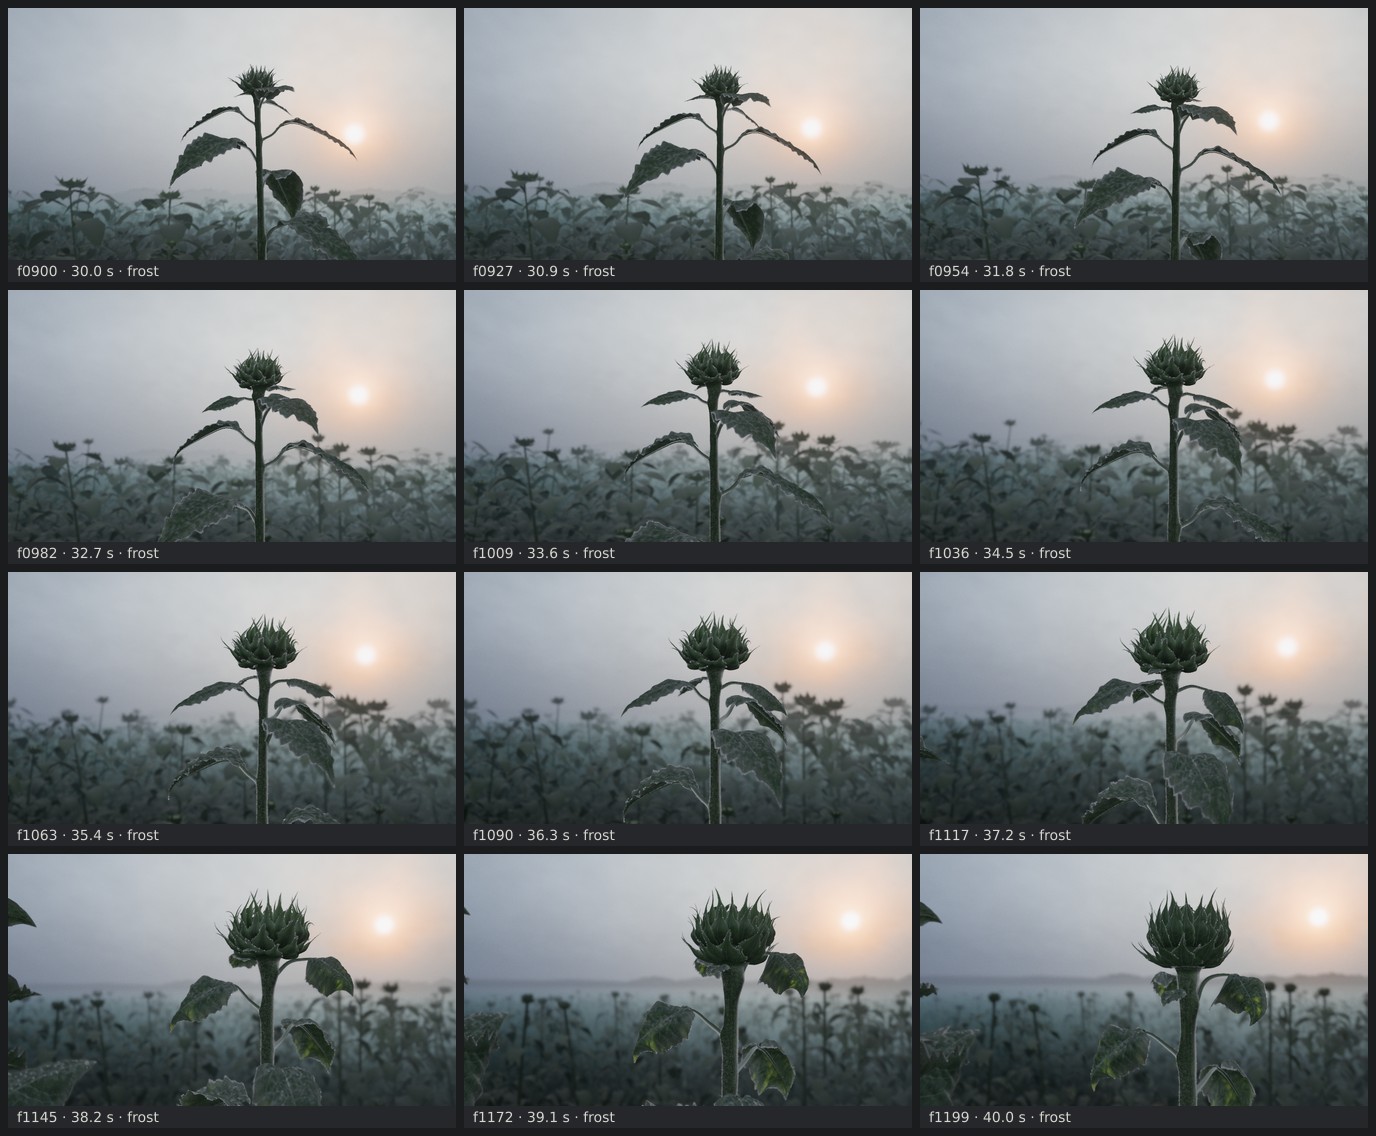 f0900 · 30.0 s · frost
f0927 · 30.9 s · frost
f0954 · 31.8 s · frost
f0982 · 32.7 s · frost
f1009 · 33.6 s · frost
f1036 · 34.5 s · frost
f1063 · 35.4 s · frost
f1090 · 36.3 s · frost
f1117 · 37.2 s · frost
f1145 · 38.2 s · frost
f1172 · 39.1 s · frost
f1199 · 40.0 s · frost